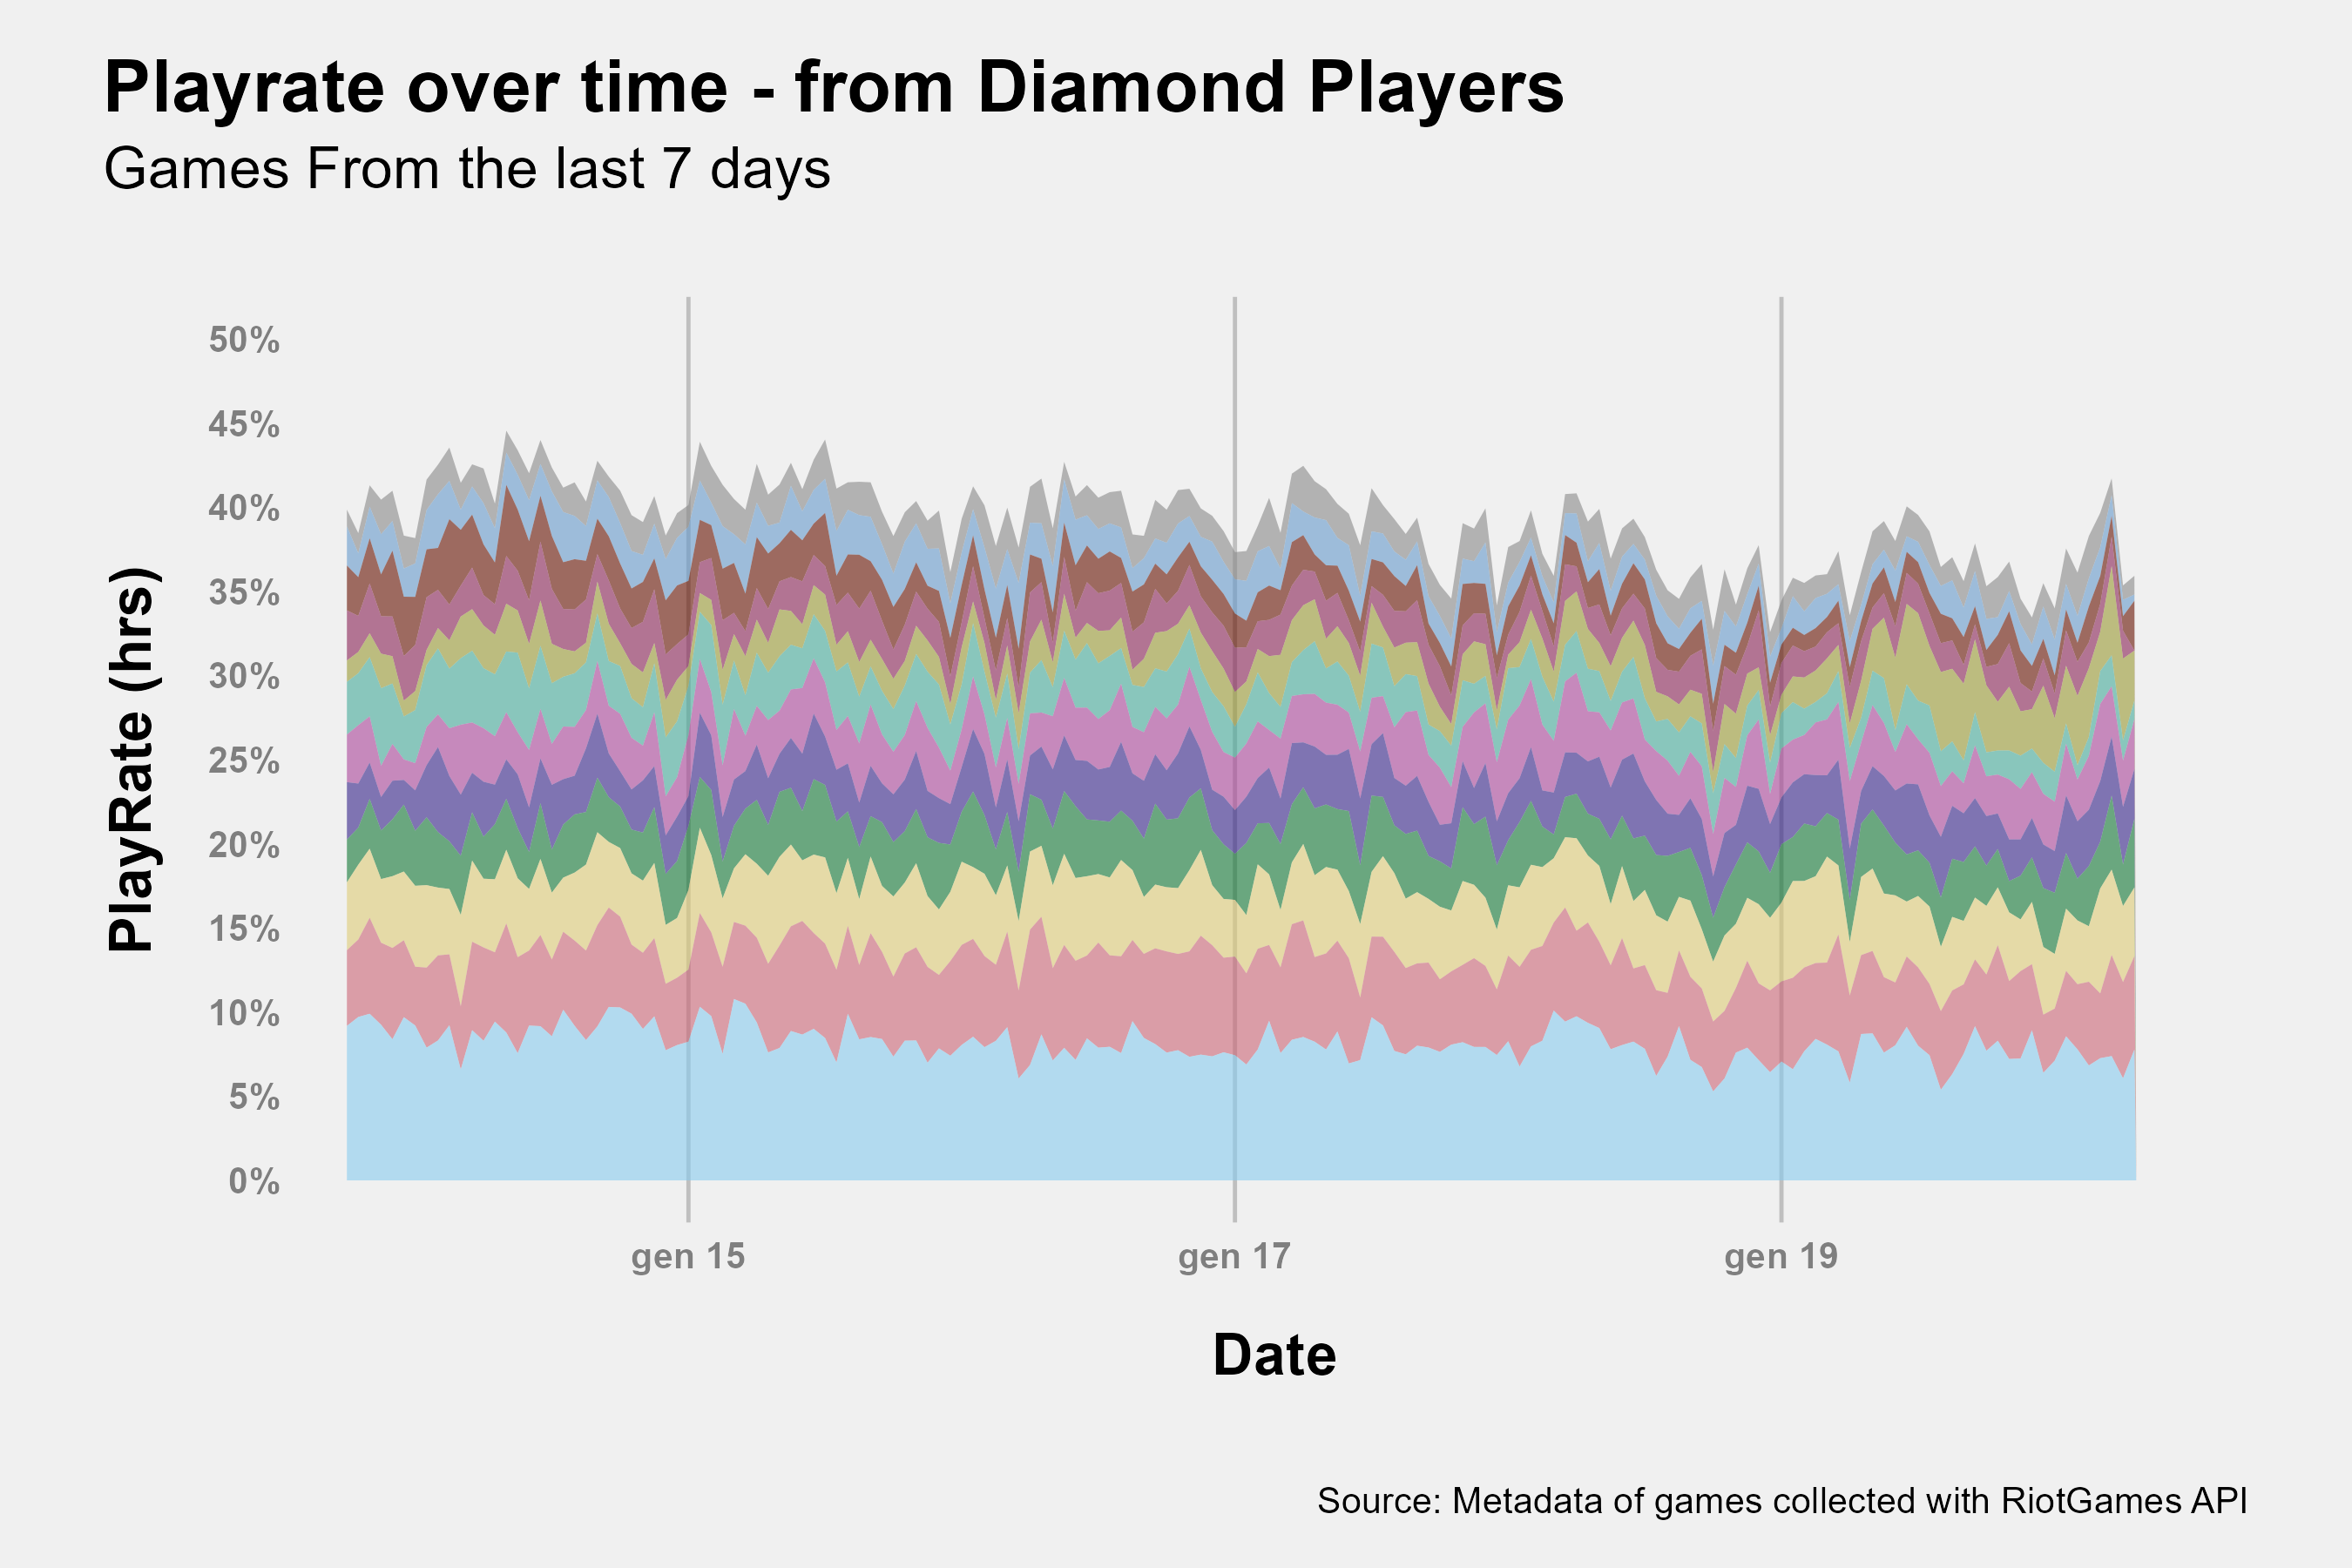 Playrate over time - from Diamond Players
Games From the last 7 days
PlayRate (hrs)
50%
45%
40%
35%
30%
25%
20%
15%
10%
5%
0%
gen 15
gen 17
gen 19
Date
Source: Metadata of games collected with RiotGames API